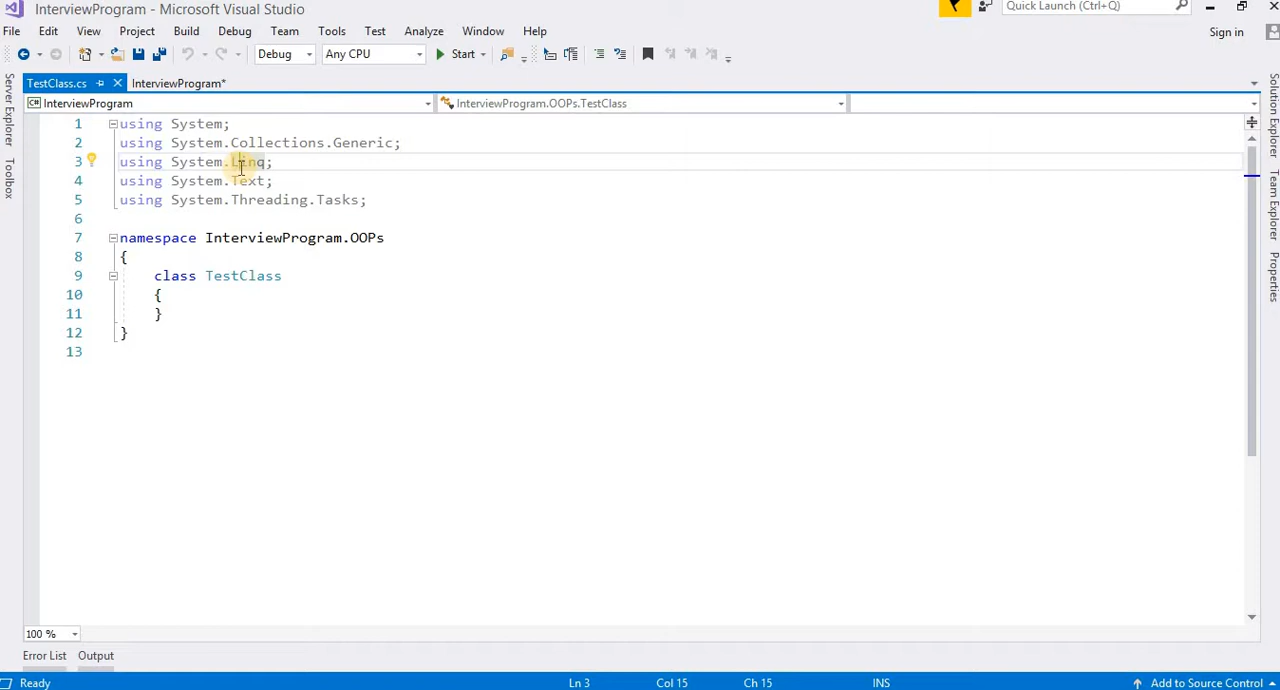 InterviewProgram - Microsoft Visual Studio
Quick Launch (Ctrl+Q)
File Edit View Project Build Debug Team Tools Test Analyze Window Help
Sign in
Debug Any CPU Start
TestClass.cs InterviewProgram*
InterviewProgram InterviewProgram.OOPs.TestClass
1 using System;
2 using System.Collections.Generic;
3 using System.Linq;
4 using System.Text;
5 using System.Threading.Tasks;
6
7 namespace InterviewProgram.OOPs
8 {
9 class TestClass
10 {
11 }
12 }
13
Server Explorer
Toolbox
Solution Explorer
Team Explorer
Properties
100 %
Error List Output
Ready Ln 3 Col 15 Ch 15 INS Add to Source Control